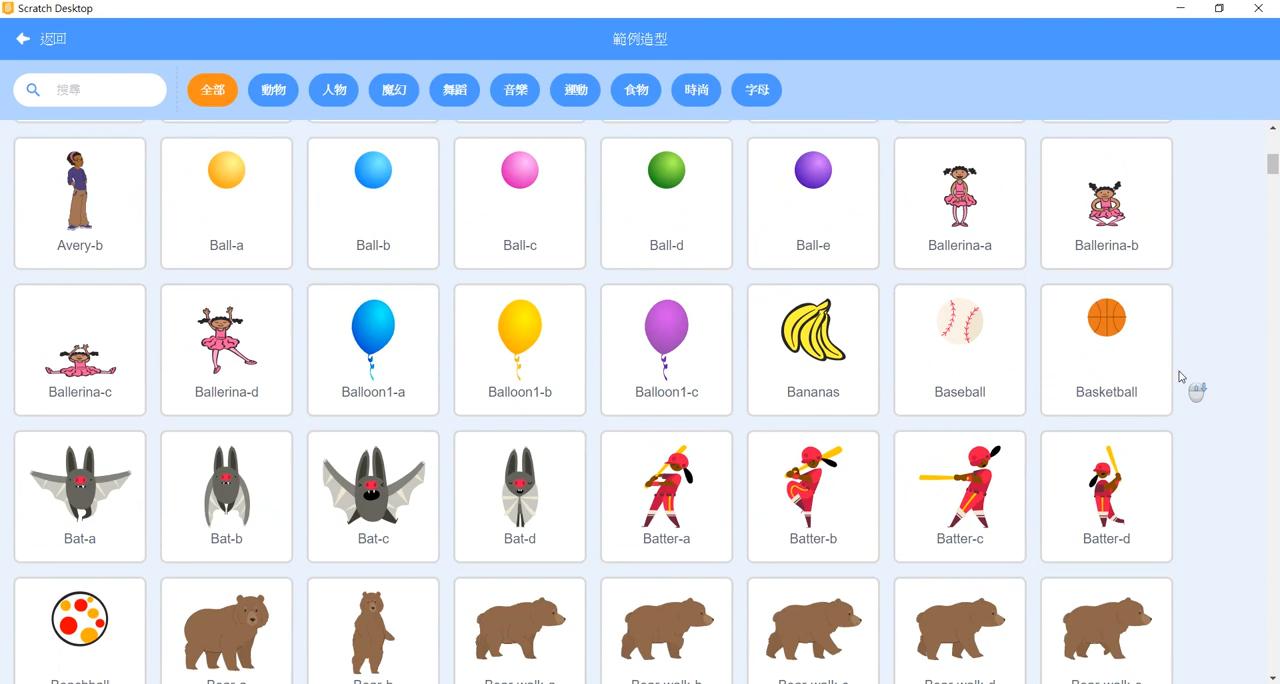 Scratch Desktop
返回
範例造型
搜尋
全部 動物 人物 魔幻 舞蹈 音樂 運動 食物 時尚 字母
Avery-b Ball-a Ball-b Ball-c Ball-d Ball-e Ballerina-a Ballerina-b
Ballerina-c Ballerina-d Balloon1-a Balloon1-b Balloon1-c Bananas Baseball Basketball
Bat-a Bat-b Bat-c Bat-d Batter-a Batter-b Batter-c Batter-d